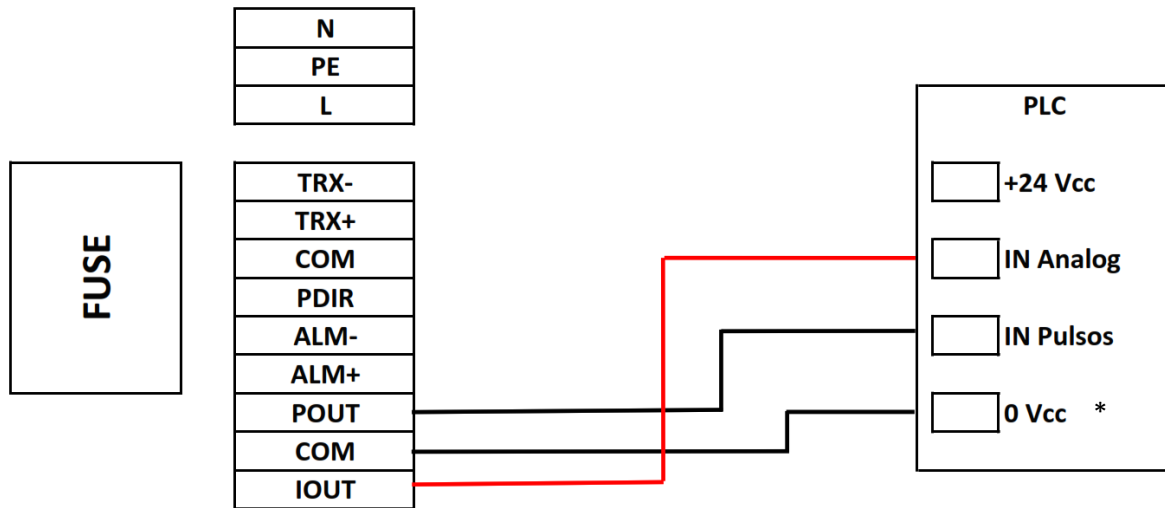 N
PE
L
FUSE
TRX-
TRX+
COM
PDIR
ALM-
ALM+
POUT
COM
IOUT
PLC
+24 Vcc
IN Analog
IN Pulsos
0 Vcc *